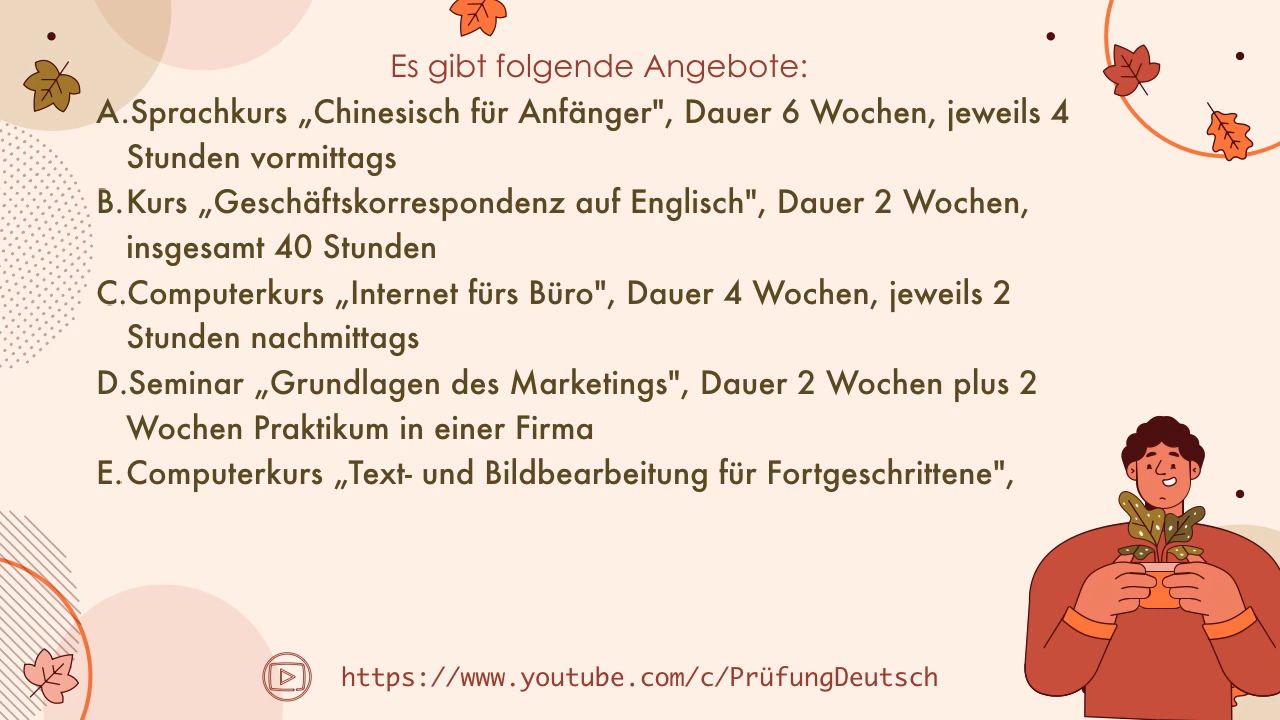 Es gibt folgende Angebote:
A.Sprachkurs „Chinesisch für Anfänger", Dauer 6 Wochen, jeweils 4
Stunden vormittags
B.Kurs „Geschäftskorrespondenz auf Englisch", Dauer 2 Wochen,
insgesamt 40 Stunden
C.Computerkurs „Internet fürs Büro", Dauer 4 Wochen, jeweils 2
Stunden nachmittags
D.Seminar „Grundlagen des Marketings", Dauer 2 Wochen plus 2
Wochen Praktikum in einer Firma
E.Computerkurs „Text- und Bildbearbeitung für Fortgeschrittene",
https://www.youtube.com/c/PrüfungDeutsch